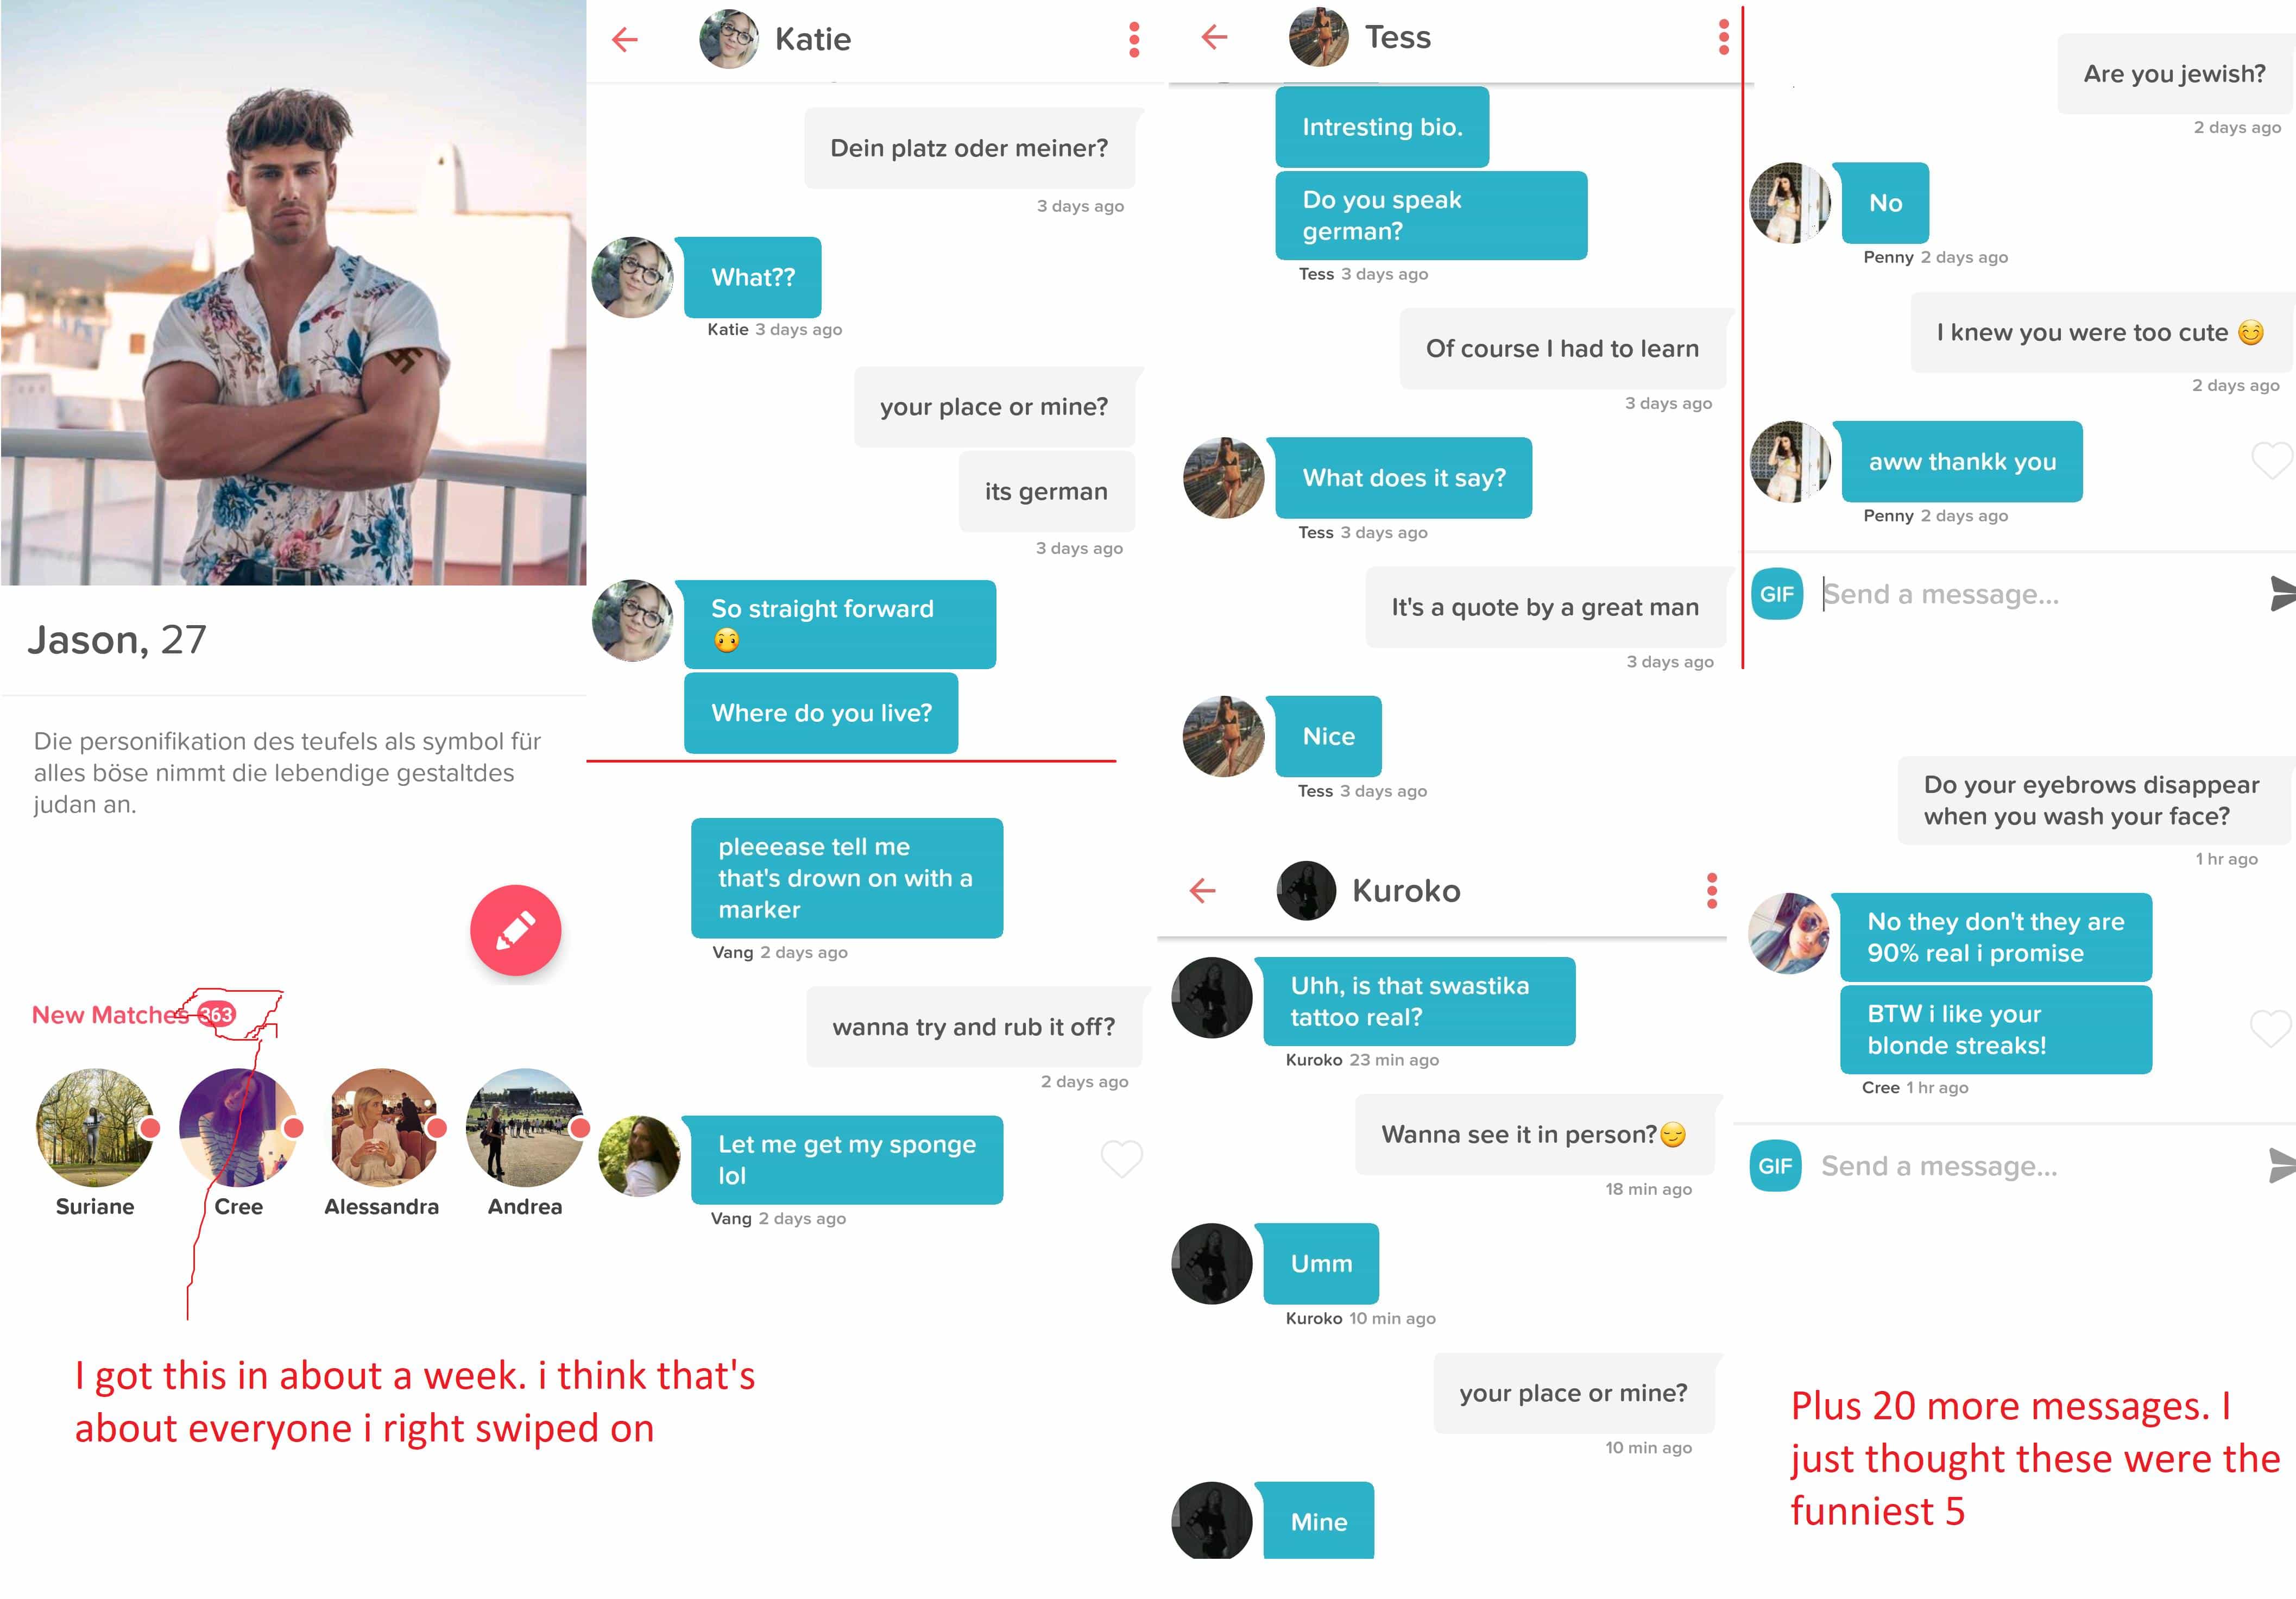 Jason, 27
Die personifikation des teufels als symbol für
alles böse nimmt die lebendige gestaltdes
judan an.
New Matches 363
Suriane
Cree
Alessandra
Andrea
I got this in about a week. i think that's
about everyone i right swiped on
Katie
Dein platz oder meiner?
3 days ago
What??
Katie 3 days ago
your place or mine?
its german
3 days ago
So straight forward
😶
Where do you live?
pleeease tell me
that's drown on with a
marker
Vang 2 days ago
wanna try and rub it off?
2 days ago
Let me get my sponge
lol
Vang 2 days ago
Tess
Intresting bio.
Do you speak
german?
Tess 3 days ago
Of course I had to learn
3 days ago
What does it say?
Tess 3 days ago
It's a quote by a great man
3 days ago
Nice
Tess 3 days ago
Kuroko
Uhh, is that swastika
tattoo real?
Kuroko 23 min ago
Wanna see it in person?😏
18 min ago
Umm
Kuroko 10 min ago
your place or mine?
10 min ago
Mine
Are you jewish?
2 days ago
No
Penny 2 days ago
I knew you were too cute 😊
2 days ago
aww thankk you
Penny 2 days ago
GIF Send a message...
Do your eyebrows disappear
when you wash your face?
1 hr ago
No they don't they are
90% real i promise
BTW i like your
blonde streaks!
Cree 1 hr ago
GIF Send a message...
Plus 20 more messages. I
just thought these were the
funniest 5